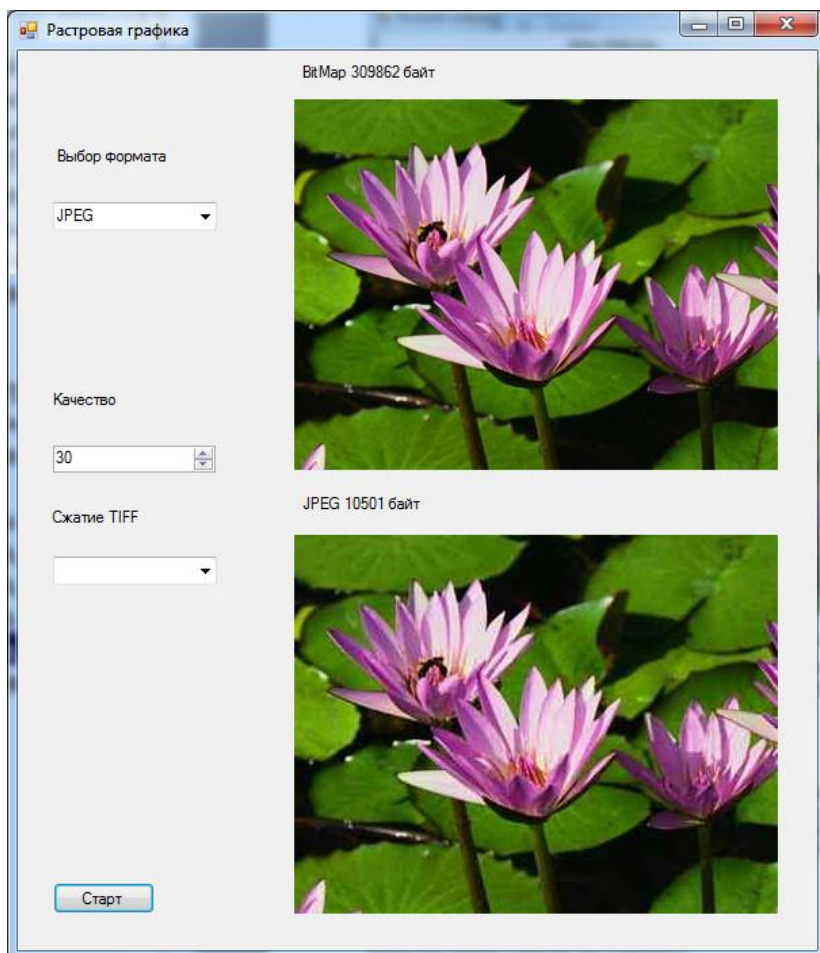 Растровая графика
BitMap 309862 байт
Выбор формата
JPEG
Качество
30
Сжатие TIFF
JPEG 10501 байт
Старт